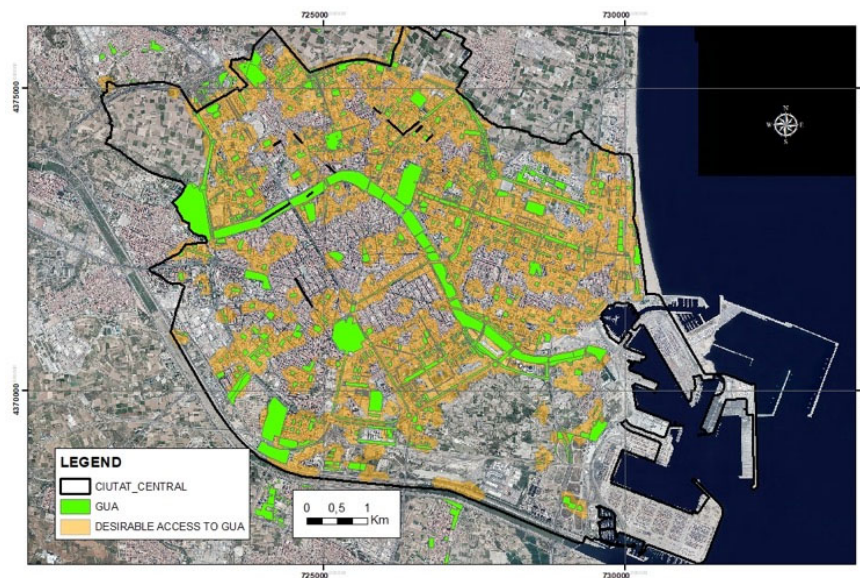 725000
730000
4375000
N
W E
S
4370000
LEGEND
CIUTAT_CENTRAL
GUA
DESIRABLE ACCESS TO GUA
0 0,5 1
Km
725000
730000